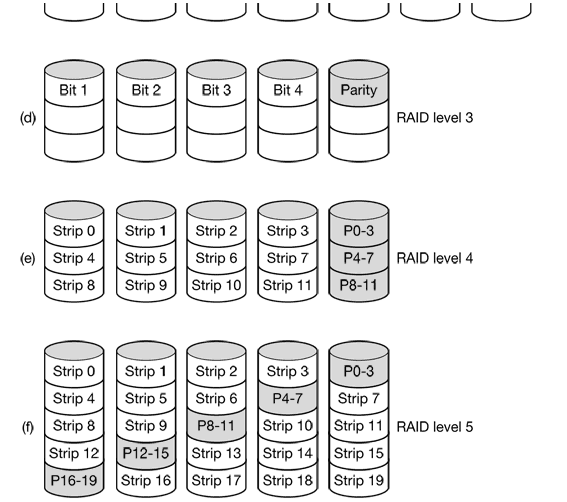 Bit 1 Bit 2 Bit 3 Bit 4 Parity
(d) RAID level 3
Strip 0 Strip 1 Strip 2 Strip 3 P0-3
(e) Strip 4 Strip 5 Strip 6 Strip 7 P4-7 RAID level 4
Strip 8 Strip 9 Strip 10 Strip 11 P8-11
Strip 0 Strip 1 Strip 2 Strip 3 P0-3
Strip 4 Strip 5 Strip 6 P4-7 Strip 7
(f) Strip 8 Strip 9 P8-11 Strip 10 Strip 11 RAID level 5
Strip 12 P12-15 Strip 13 Strip 14 Strip 15
P16-19 Strip 16 Strip 17 Strip 18 Strip 19